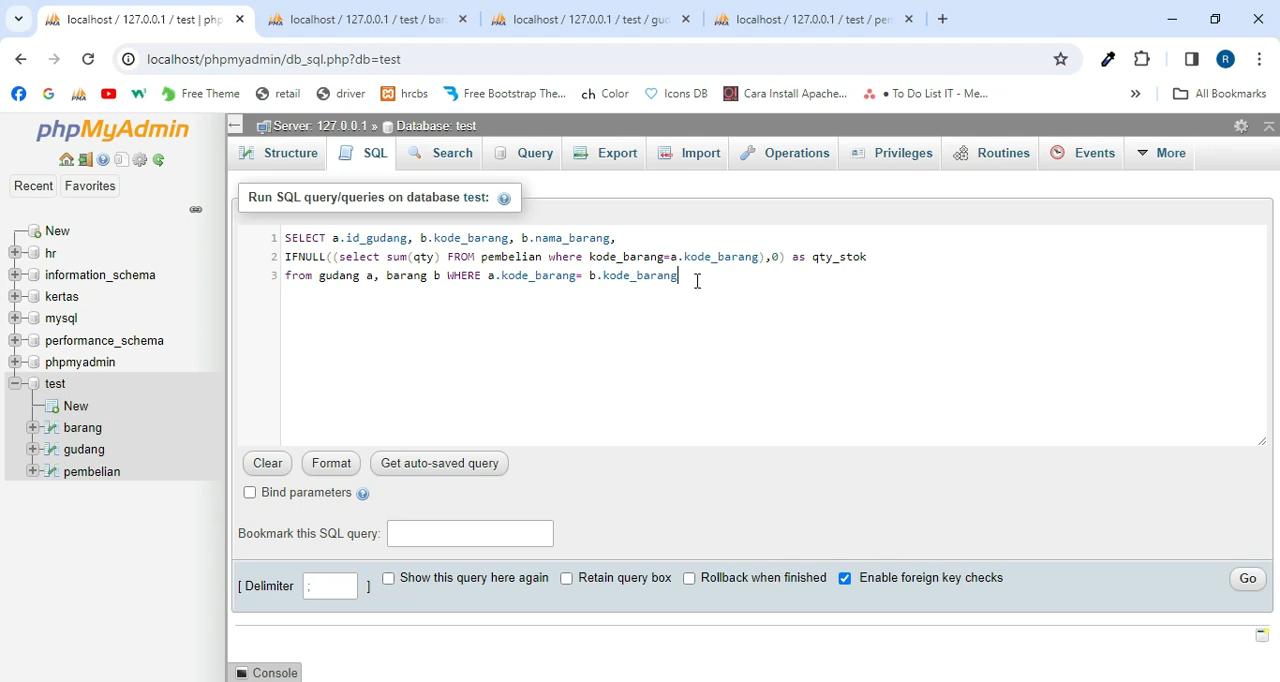 localhost / 127.0.0.1 / test | php
localhost / 127.0.0.1 / test / bar
localhost / 127.0.0.1 / test / gud
localhost / 127.0.0.1 / test / pem
localhost/phpmyadmin/db_sql.php?db=test
R
Free Theme
retail
driver
hrcbs
Free Bootstrap The...
ch Color
Icons DB
Cara Install Apache...
• To Do List IT - Me...
»
All Bookmarks
phpMyAdmin
Recent
Favorites
New
hr
information_schema
kertas
mysql
performance_schema
phpmyadmin
test
New
barang
gudang
pembelian
Server: 127.0.0.1 » Database: test
Structure
SQL
Search
Query
Export
Import
Operations
Privileges
Routines
Events
More
Run SQL query/queries on database test:
1 SELECT a.id_gudang, b.kode_barang, b.nama_barang,
2 IFNULL((select sum(qty) FROM pembelian where kode_barang=a.kode_barang),0) as qty_stok
3 from gudang a, barang b WHERE a.kode_barang= b.kode_barang
Clear
Format
Get auto-saved query
Bind parameters
Bookmark this SQL query:
[ Delimiter ; ]
Show this query here again
Retain query box
Rollback when finished
Enable foreign key checks
Go
Console